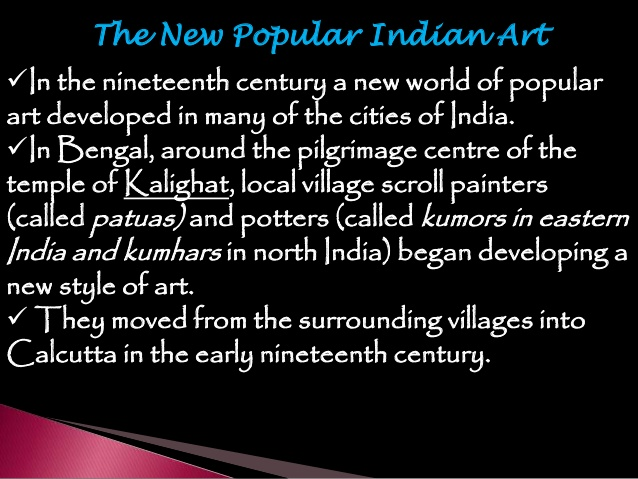 The New Popular Indian Art
✓In the nineteenth century a new world of popular
art developed in many of the cities of India.
✓In Bengal, around the pilgrimage centre of the
temple of Kalighat, local village scroll painters
(called patuas) and potters (called kumors in eastern
India and kumhars in north India) began developing a
new style of art.
✓ They moved from the surrounding villages into
Calcutta in the early nineteenth century.